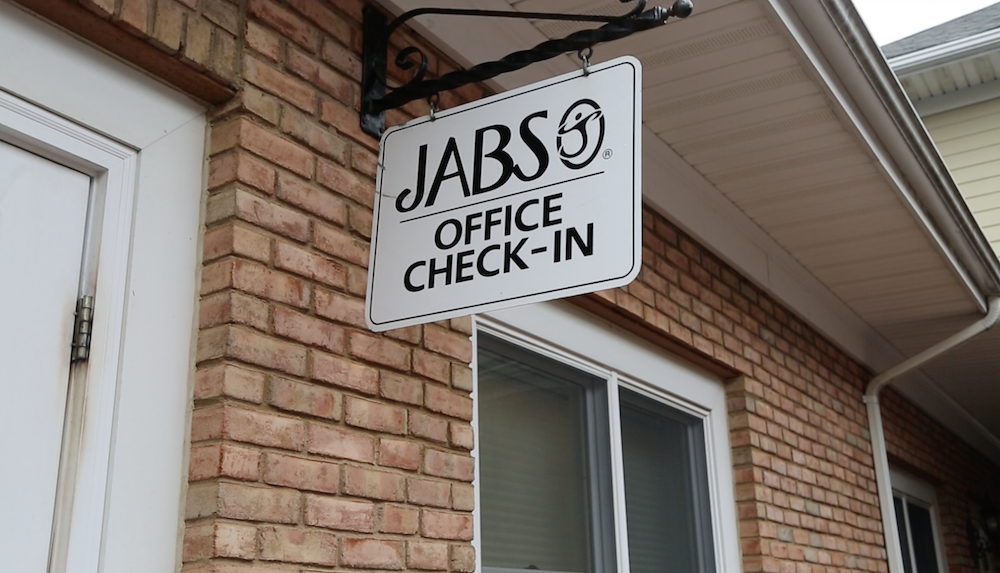 JABS ®
OFFICE
CHECK-IN